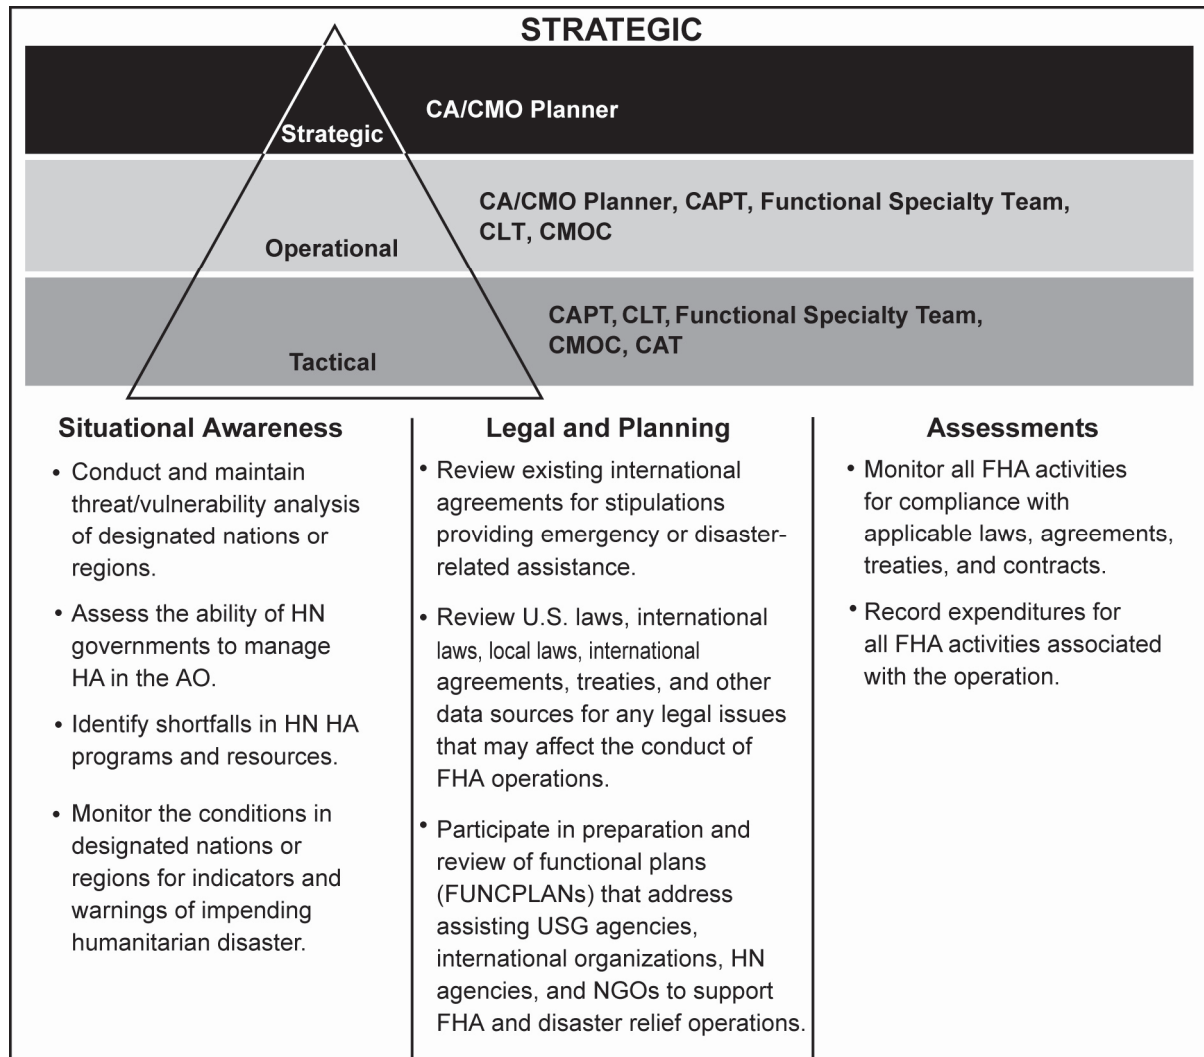 STRATEGIC
CA/CMO Planner
Strategic
CA/CMO Planner, CAPT, Functional Specialty Team,
CLT, CMOC
Operational
CAPT, CLT, Functional Specialty Team,
CMOC, CAT
Tactical
Situational Awareness
• Conduct and maintain
threat/vulnerability analysis
of designated nations or
regions.
• Assess the ability of HN
governments to manage
HA in the AO.
• Identify shortfalls in HN HA
programs and resources.
• Monitor the conditions in
designated nations or
regions for indicators and
warnings of impending
humanitarian disaster.
Legal and Planning
• Review existing international
agreements for stipulations
providing emergency or disaster-
related assistance.
• Review U.S. laws, international
laws, local laws, international
agreements, treaties, and other
data sources for any legal issues
that may affect the conduct of
FHA operations.
• Participate in preparation and
review of functional plans
(FUNCPLANs) that address
assisting USG agencies,
international organizations, HN
agencies, and NGOs to support
FHA and disaster relief operations.
Assessments
• Monitor all FHA activities
for compliance with
applicable laws, agreements,
treaties, and contracts.
• Record expenditures for
all FHA activities associated
with the operation.